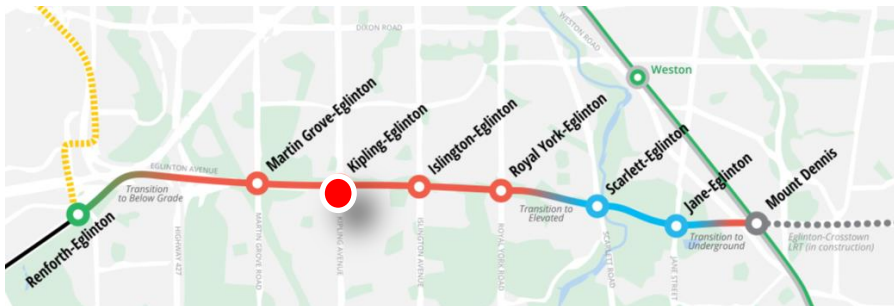 DIXON ROAD
WESTON ROAD
Weston
EGLINTON AVENUE
Martin Grove-Eglinton
Kipling-Eglinton
Islington-Eglinton
Royal York-Eglinton
Scarlett-Eglinton
Jane-Eglinton
Mount Dennis
Renforth-Eglinton
Transition
to Below Grade
Transition to
Elevated
Transition to
Underground
Eglinton-Crosstown
LRT (in construction)
HIGHWAY 427
MARTIN GROVE ROAD
KIPLING AVENUE
ISLINGTON AVENUE
ROYAL YORK ROAD
SCARLETT ROAD
JANE STREET